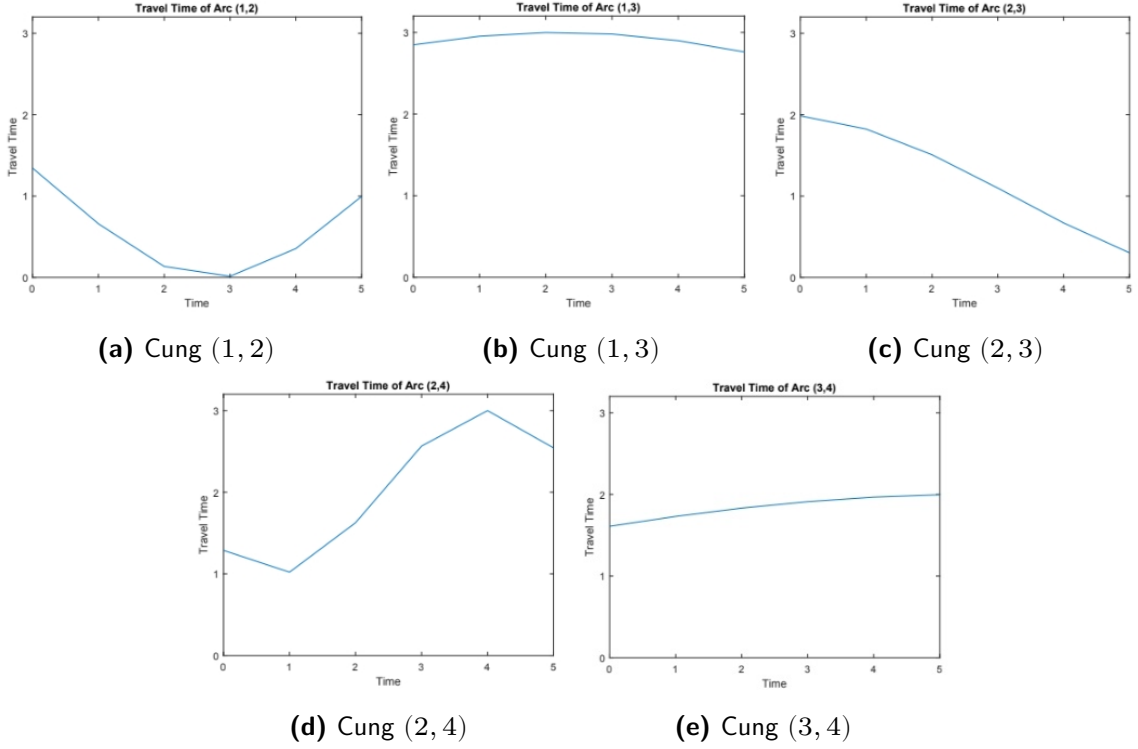 Travel Time of Arc (1,2)
3
2
1
0
Travel Time
0 1 2 3 4 5
Time
(a) Cung (1, 2)
Travel Time of Arc (1,3)
3
2
1
0
Travel Time
0 1 2 3 4 5
Time
(b) Cung (1, 3)
Travel Time of Arc (2,3)
3
2
1
0
Travel Time
0 1 2 3 4 5
Time
(c) Cung (2, 3)
Travel Time of Arc (2,4)
3
2
1
0
Travel Time
0 1 2 3 4 5
Time
(d) Cung (2, 4)
Travel Time of Arc (3,4)
3
2
1
0
Travel Time
0 1 2 3 4 5
Time
(e) Cung (3, 4)